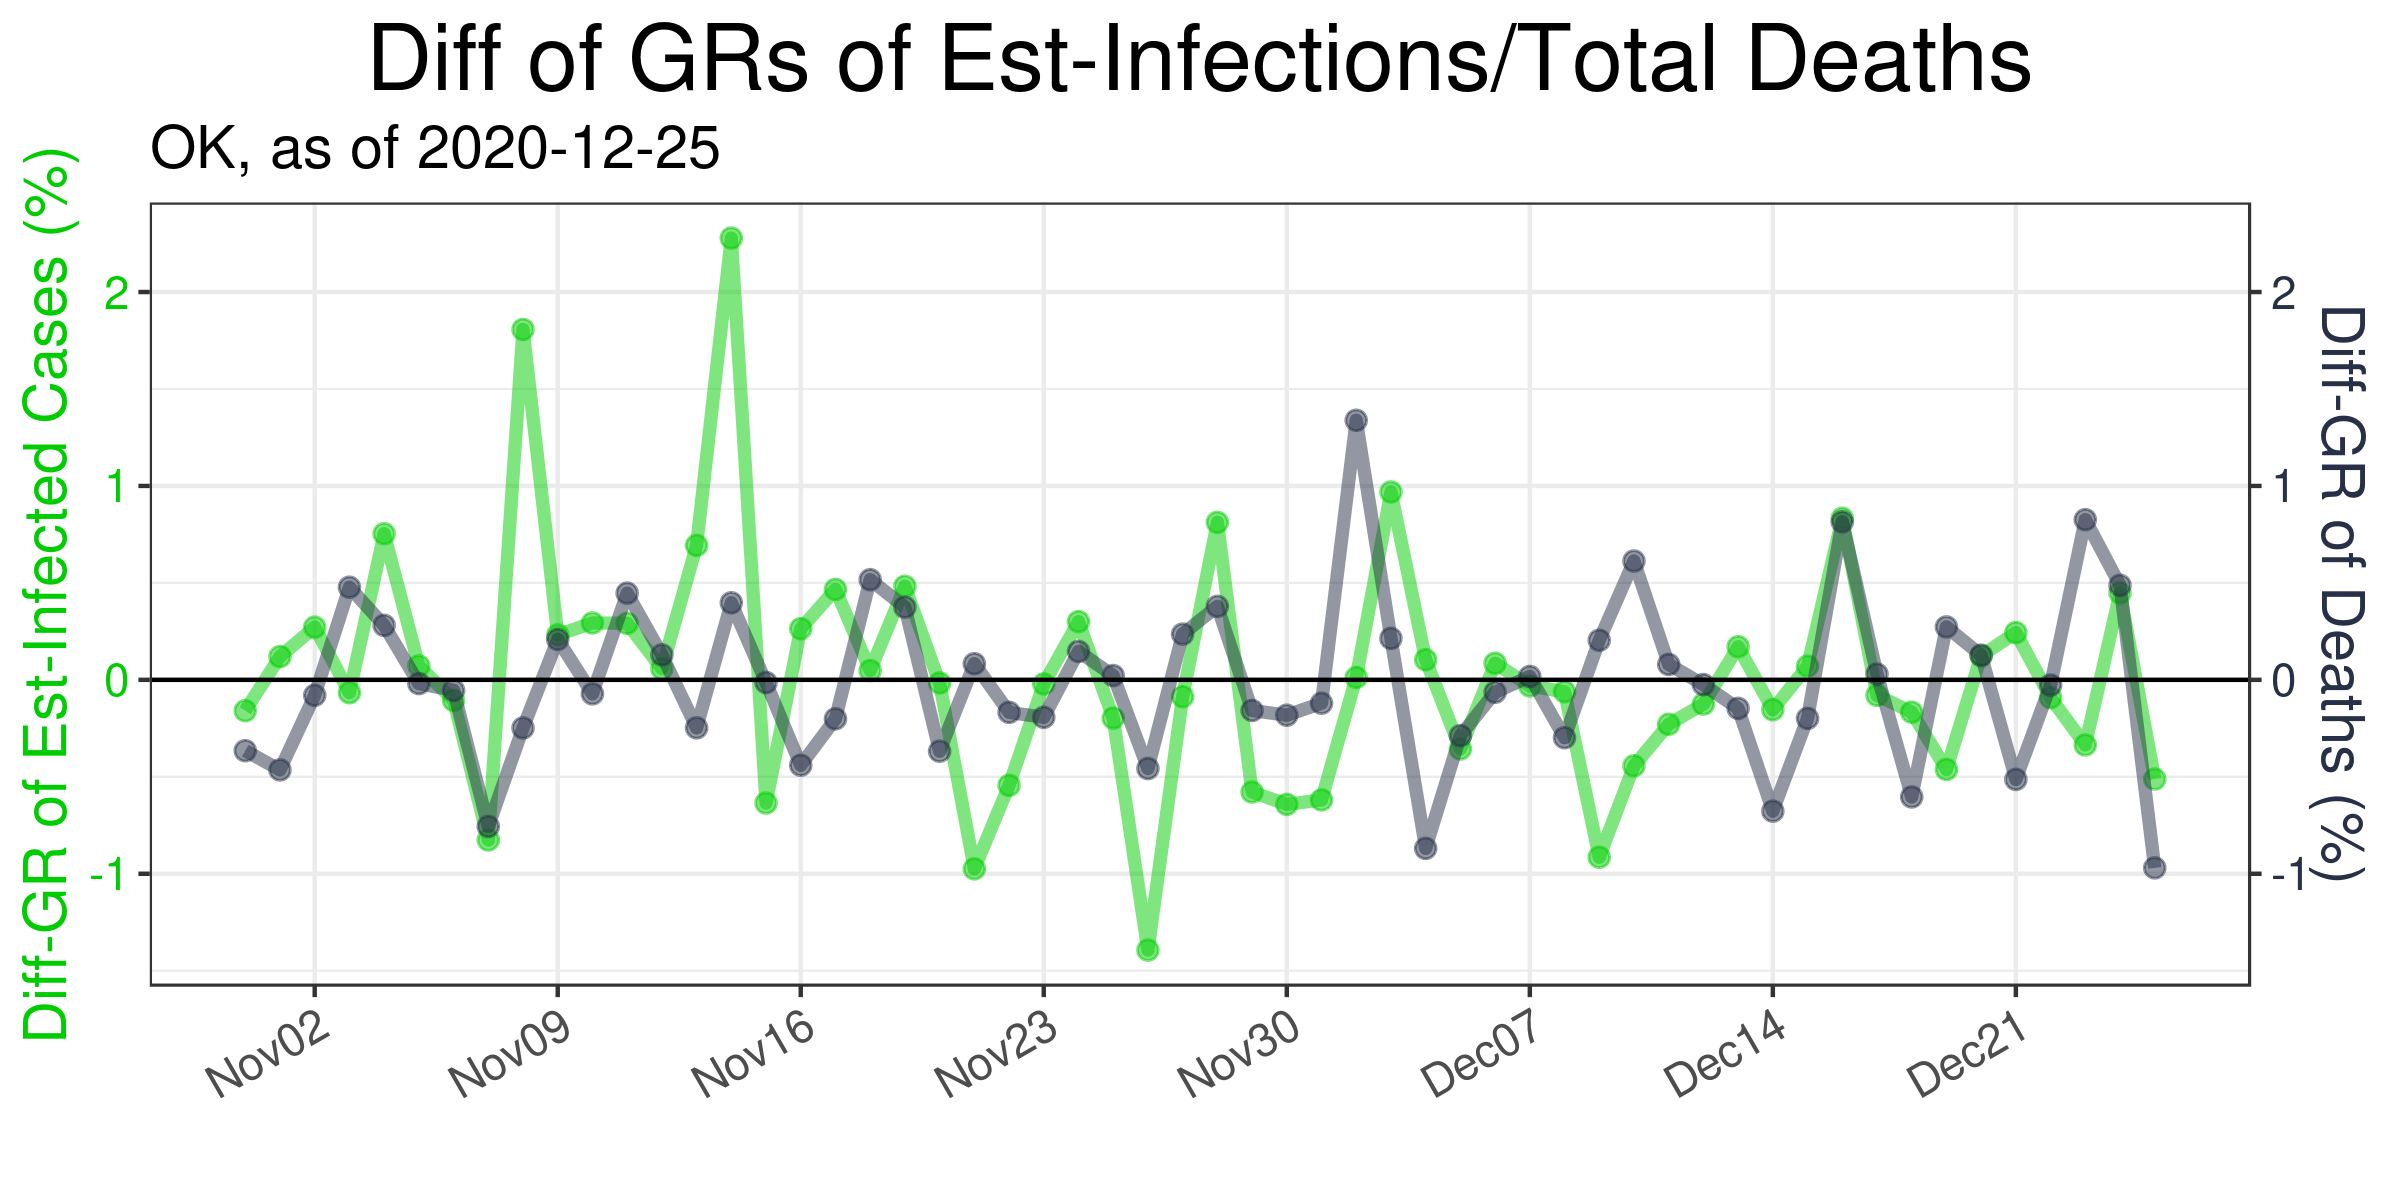 Diff of GRs of Est-Infections/Total Deaths
OK, as of 2020-12-25
Diff-GR of Est-Infected Cases (%)
2
1
0
-1
2
1
0
-1
Diff-GR of Deaths (%)
Nov02
Nov09
Nov16
Nov23
Nov30
Dec07
Dec14
Dec21